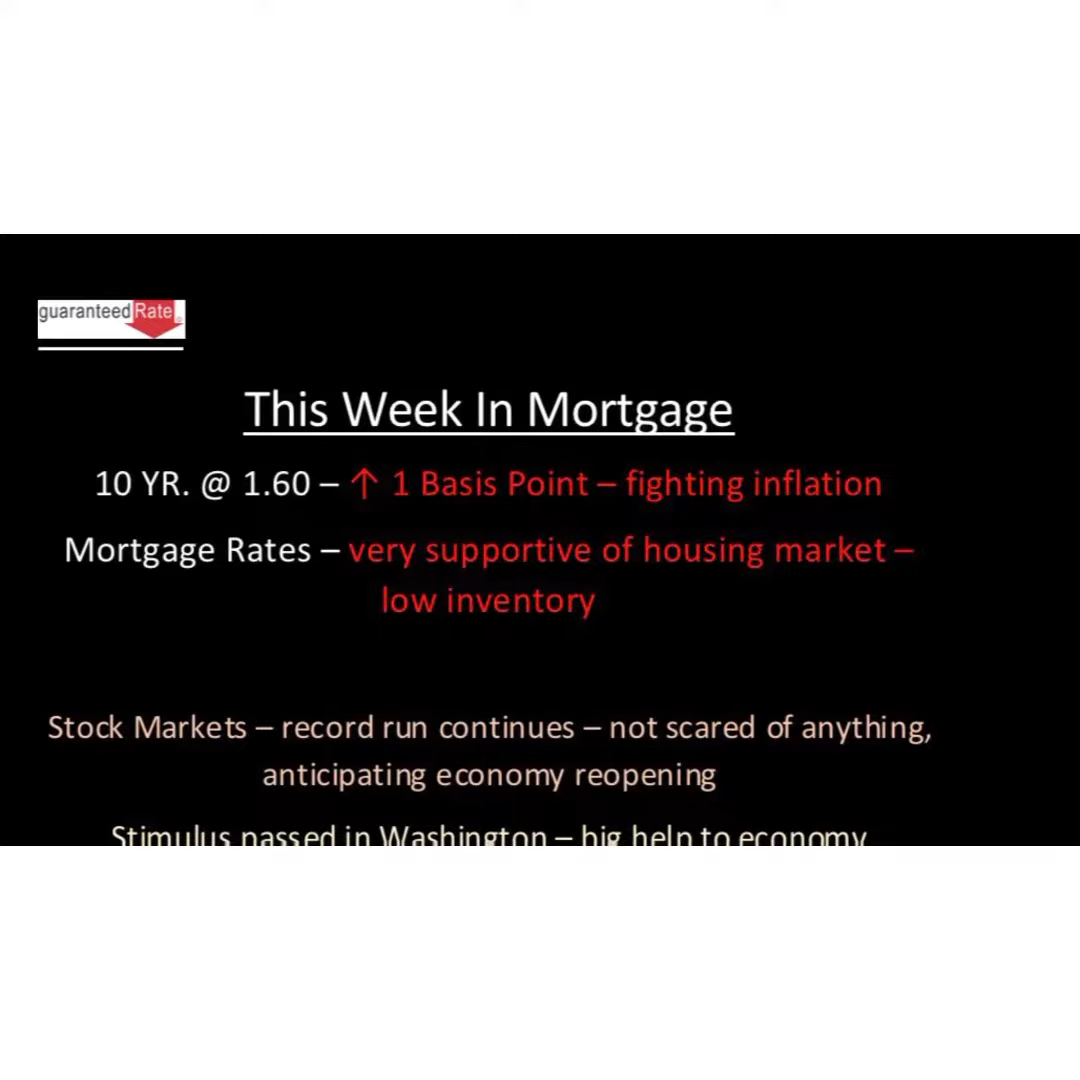 guaranteedRate
This Week In Mortgage
10 YR. @ 1.60 – ↑ 1 Basis Point – fighting inflation
Mortgage Rates – very supportive of housing market –
low inventory
Stock Markets – record run continues – not scared of anything,
anticipating economy reopening
Stimulus passed in Washington – big help to economy